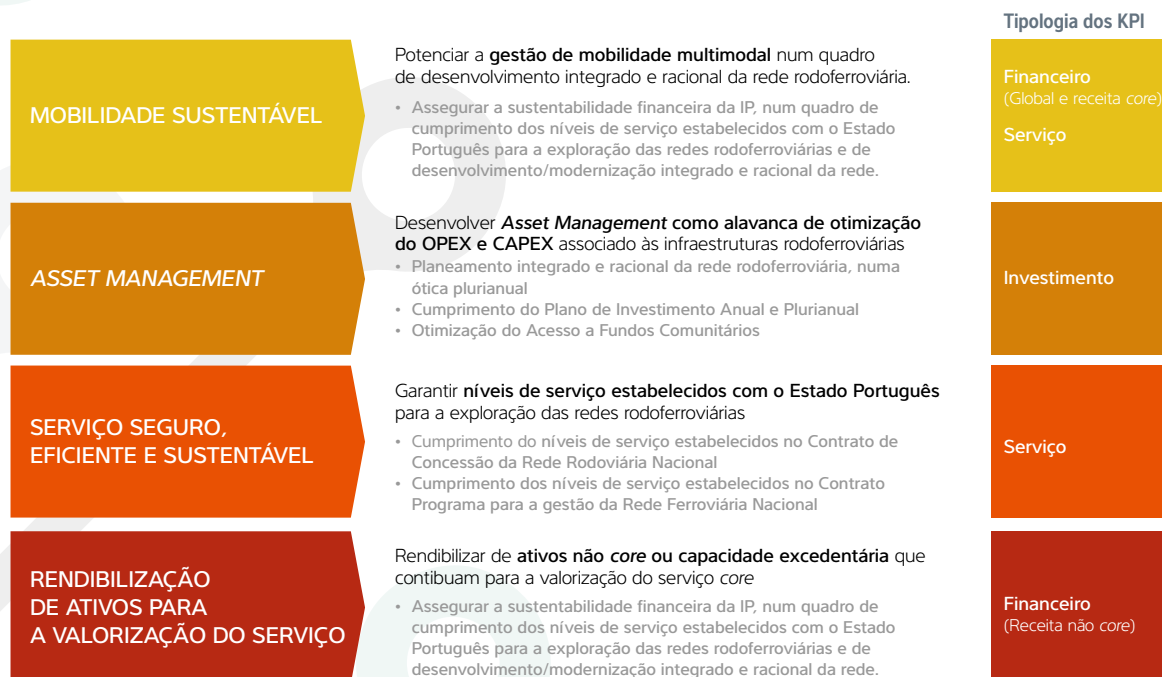 Tipologia dos KPI
MOBILIDADE SUSTENTÁVEL
Potenciar a gestão de mobilidade multimodal num quadro
de desenvolvimento integrado e racional da rede rodoferroviária.
• Assegurar a sustentabilidade financeira da IP, num quadro de
cumprimento dos níveis de serviço estabelecidos com o Estado
Português para a exploração das redes rodoferroviárias e de
desenvolvimento/modernização integrado e racional da rede.
Financeiro
(Global e receita core)
Serviço
ASSET MANAGEMENT
Desenvolver Asset Management como alavanca de otimização
do OPEX e CAPEX associado às infraestruturas rodoferroviárias
• Planeamento integrado e racional da rede rodoferroviária, numa
ótica plurianual
• Cumprimento do Plano de Investimento Anual e Plurianual
• Otimização do Acesso a Fundos Comunitários
Investimento
SERVIÇO SEGURO,
EFICIENTE E SUSTENTÁVEL
Garantir níveis de serviço estabelecidos com o Estado Português
para a exploração das redes rodoferroviárias
• Cumprimento do níveis de serviço estabelecidos no Contrato de
Concessão da Rede Rodoviária Nacional
• Cumprimento dos níveis de serviço estabelecidos no Contrato
Programa para a gestão da Rede Ferroviária Nacional
Serviço
RENDIBILIZAÇÃO
DE ATIVOS PARA
A VALORIZAÇÃO DO SERVIÇO
Rendibilizar de ativos não core ou capacidade excedentária que
contibuam para a valorização do serviço core
• Assegurar a sustentabilidade financeira da IP, num quadro de
cumprimento dos níveis de serviço estabelecidos com o Estado
Português para a exploração das redes rodoferroviárias e de
desenvolvimento/modernização integrado e racional da rede.
Financeiro
(Receita não core)